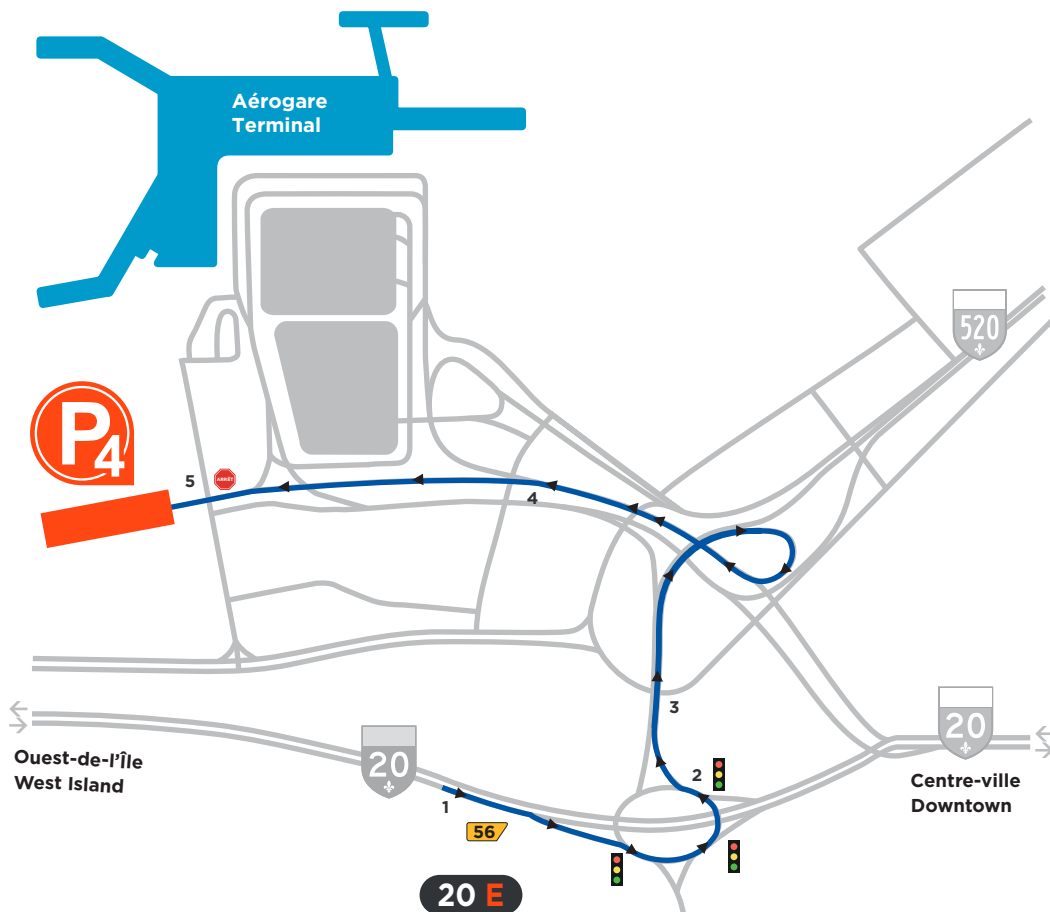 Aérogare
Terminal
520
P4
5
ARRÊT
4
3
20
Ouest-de-l'Île
West Island
20
Centre-ville
Downtown
2
1
56
20 E